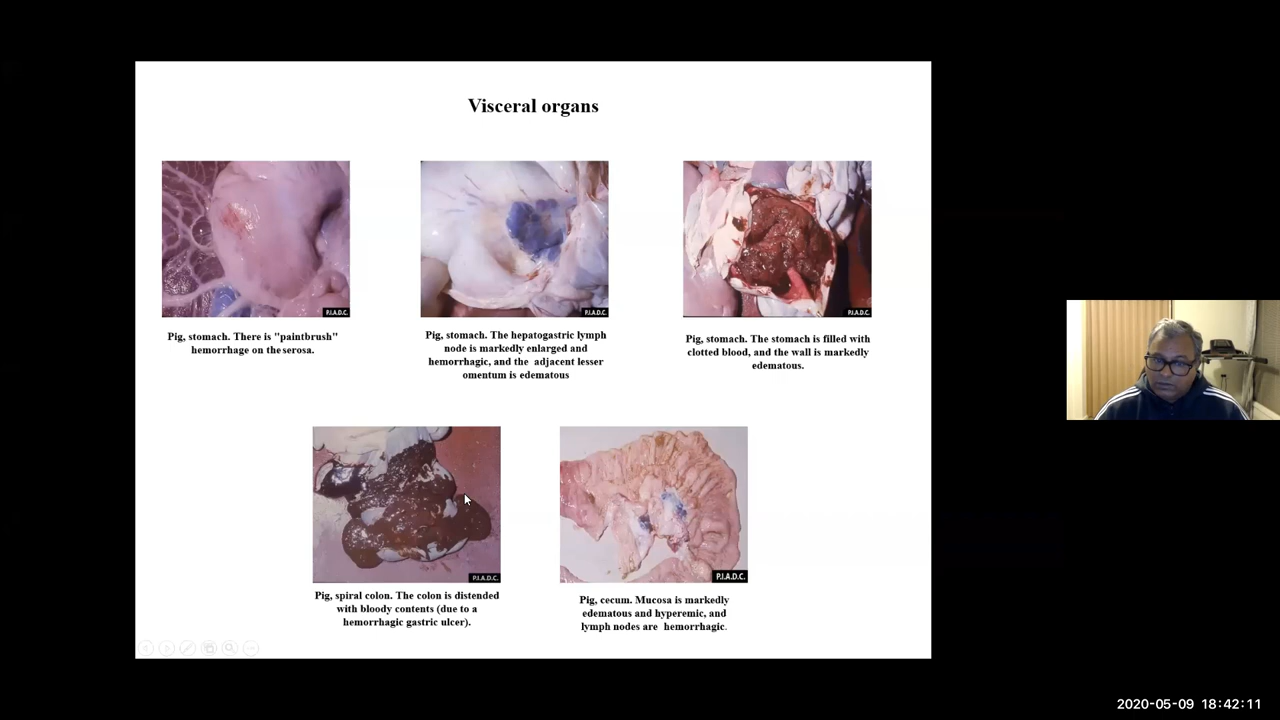 Visceral organs
P.I.A.D.C.
P.I.A.D.C.
P.I.A.D.C.
Pig, stomach. There is "paintbrush"
hemorrhage on the serosa.
Pig, stomach. The hepatogastric lymph
node is markedly enlarged and
hemorrhagic, and the adjacent lesser
omentum is edematous
Pig, stomach. The stomach is filled with
clotted blood, and the wall is markedly
edematous.
P.I.A.D.C.
P.I.A.D.C.
Pig, spiral colon. The colon is distended
with bloody contents (due to a
hemorrhagic gastric ulcer).
Pig, cecum. Mucosa is markedly
edematous and hyperemic, and
lymph nodes are hemorrhagic.
2020-05-09 18:42:11